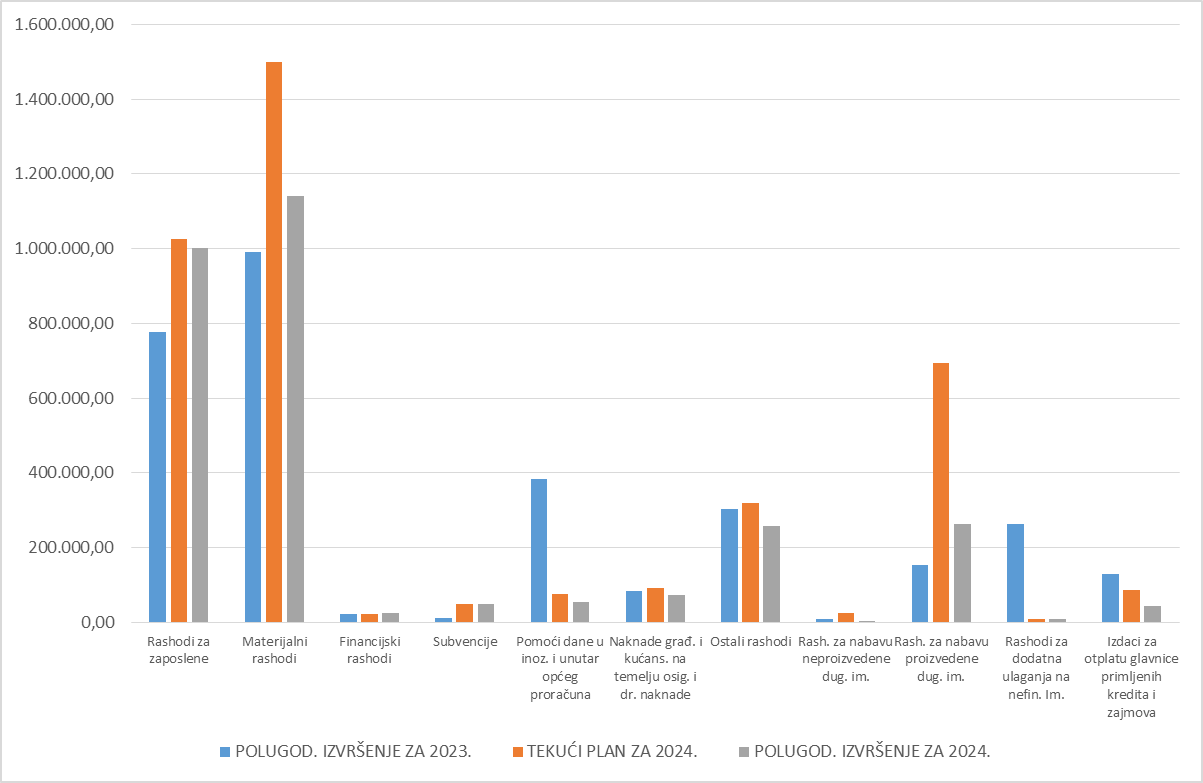 1.600.000,00
1.400.000,00
1.200.000,00
1.000.000,00
800.000,00
600.000,00
400.000,00
200.000,00
0,00
Rashodi za
zaposlene
Materijalni
rashodi
Financijski
rashodi
Subvencije
Pomoći dane u
inoz. i unutar
općeg
proračuna
Naknade građ. i
kućans. na
temelju osig. i
dr. naknade
Ostali rashodi
Rash. za nabavu
neproizvedene
dug. im.
Rash. za nabavu
proizvedene
dug. im.
Rashodi za
dodatna
ulaganja na
nefin. Im.
Izdaci za
otplatu glavnice
primljenih
kredita i
zajmova
POLUGOD. IZVRŠENJE ZA 2023.
TEKUĆI PLAN ZA 2024.
POLUGOD. IZVRŠENJE ZA 2024.